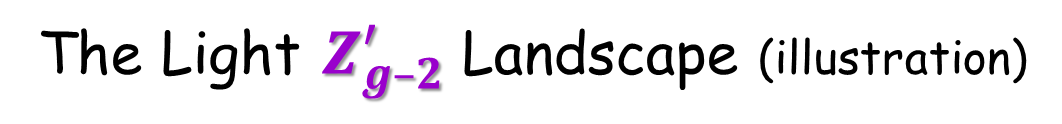 The Light Z′g−2 Landscape (illustration)